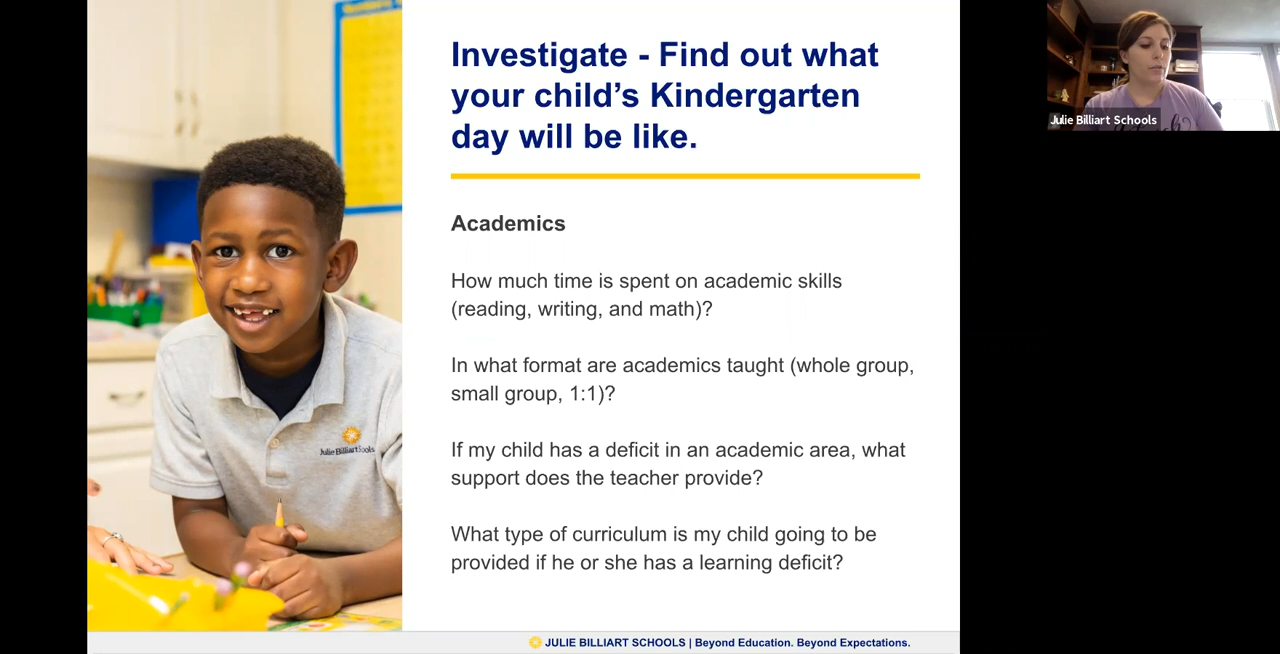 Investigate - Find out what
your child’s Kindergarten
day will be like.
Academics
How much time is spent on academic skills
(reading, writing, and math)?
In what format are academics taught (whole group,
small group, 1:1)?
If my child has a deficit in an academic area, what
support does the teacher provide?
What type of curriculum is my child going to be
provided if he or she has a learning deficit?
JULIE BILLIART SCHOOLS | Beyond Education. Beyond Expectations.
Julie Billiart Schools
Julie Billiart Schools